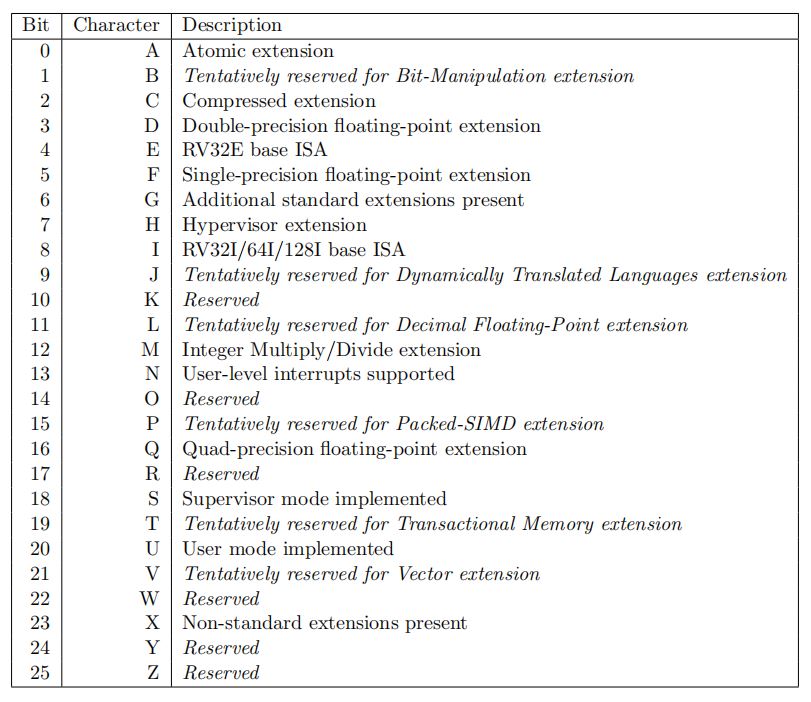 Bit Character Description
0 A Atomic extension
1 B Tentatively reserved for Bit-Manipulation extension
2 C Compressed extension
3 D Double-precision floating-point extension
4 E RV32E base ISA
5 F Single-precision floating-point extension
6 G Additional standard extensions present
7 H Hypervisor extension
8 I RV32I/64I/128I base ISA
9 J Tentatively reserved for Dynamically Translated Languages extension
10 K Reserved
11 L Tentatively reserved for Decimal Floating-Point extension
12 M Integer Multiply/Divide extension
13 N User-level interrupts supported
14 O Reserved
15 P Tentatively reserved for Packed-SIMD extension
16 Q Quad-precision floating-point extension
17 R Reserved
18 S Supervisor mode implemented
19 T Tentatively reserved for Transactional Memory extension
20 U User mode implemented
21 V Tentatively reserved for Vector extension
22 W Reserved
23 X Non-standard extensions present
24 Y Reserved
25 Z Reserved